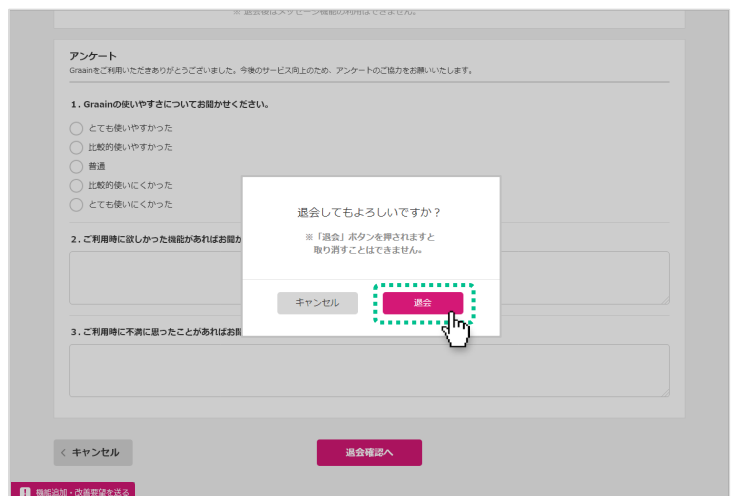 ※ 退会後はメッセージ機能の利用はできません。
アンケート
Graainをご利用いただきありがとうございました。今後のサービス向上のため、アンケートのご協力をお願いいたします。
1. Graainの使いやすさについてお聞かせください。
とても使いやすかった
比較的使いやすかった
普通
比較的使いにくかった
とても使いにくかった
退会してもよろしいですか？
※「退会」ボタンを押されますと
取り消すことはできません。
キャンセル
退会
2. ご利用時に欲しかった機能があればお聞か
3. ご利用時に不満に思ったことがあればお聞
< キャンセル
退会確認へ
! 機能追加・改善要望を送る